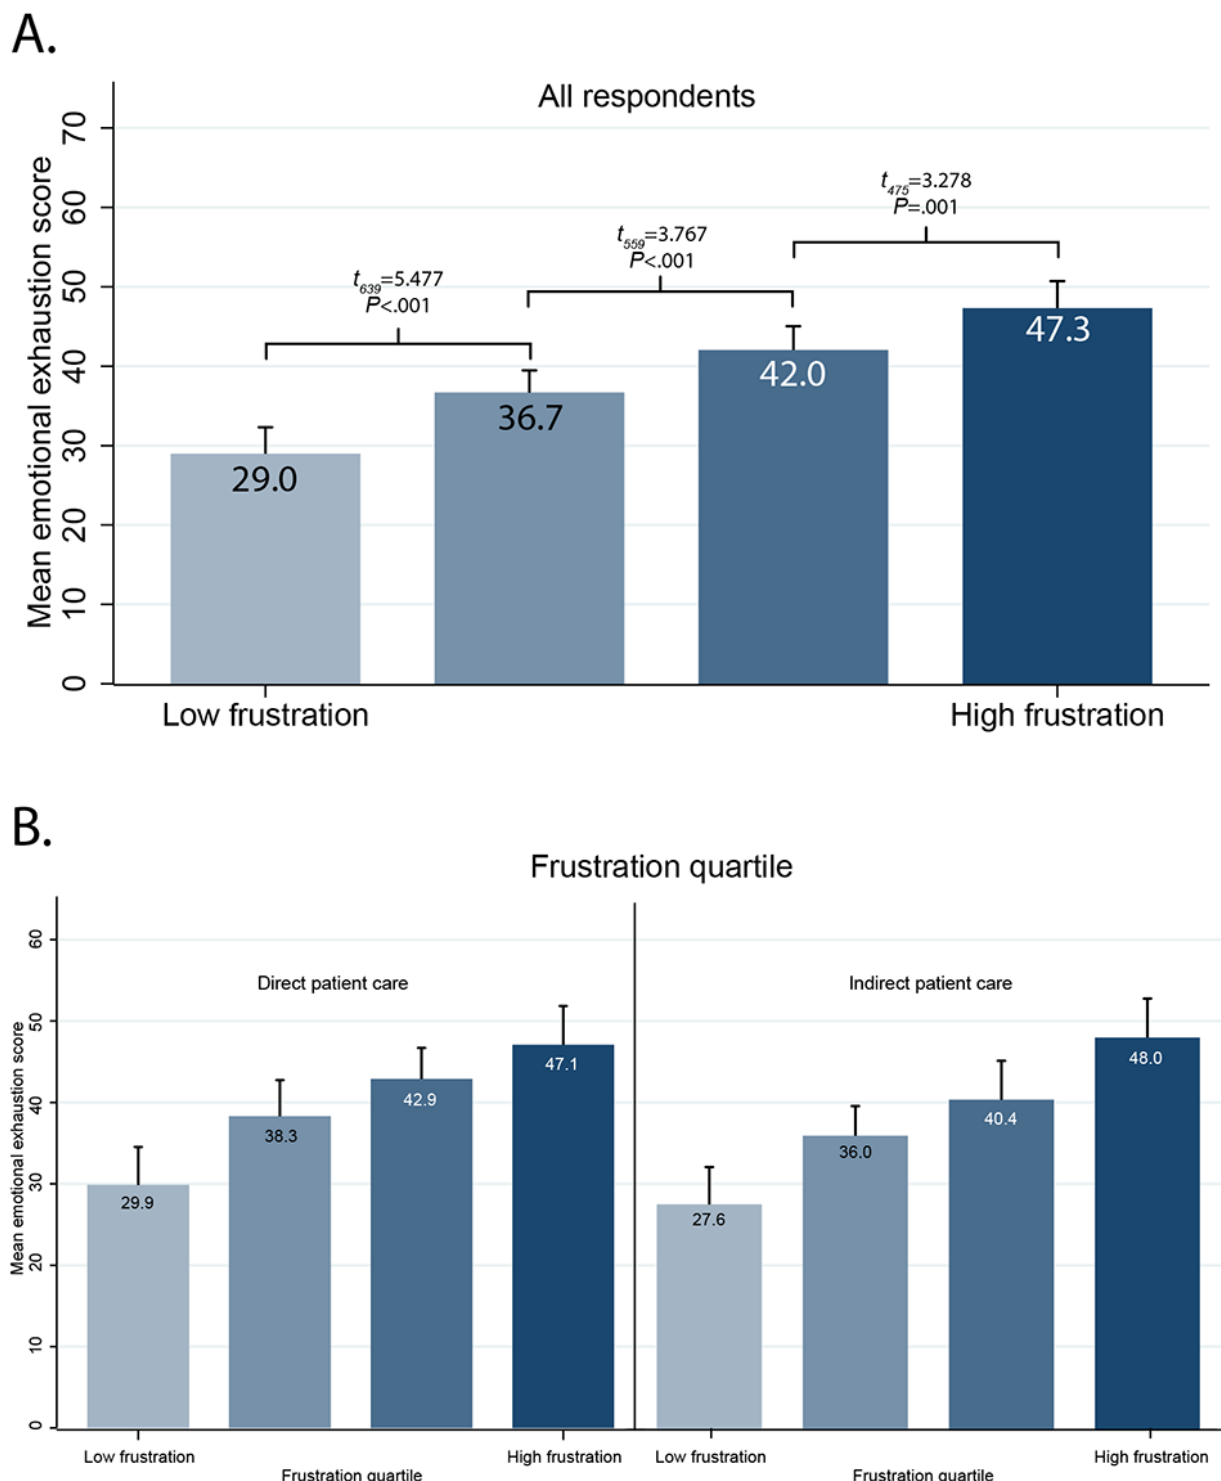 A.
All respondents
Mean emotional exhaustion score
70
60
50
40
30
20
10
0
t639=5.477
P<.001
t559=3.767
P<.001
t475=3.278
P=.001
29.0
36.7
42.0
47.3
Low frustration
High frustration
B.
Frustration quartile
Mean emotional exhaustion score
60
50
40
30
20
10
0
Direct patient care
29.9
38.3
42.9
47.1
Low frustration
High frustration
Frustration quartile
Indirect patient care
27.6
36.0
40.4
48.0
Low frustration
High frustration
Frustration quartile